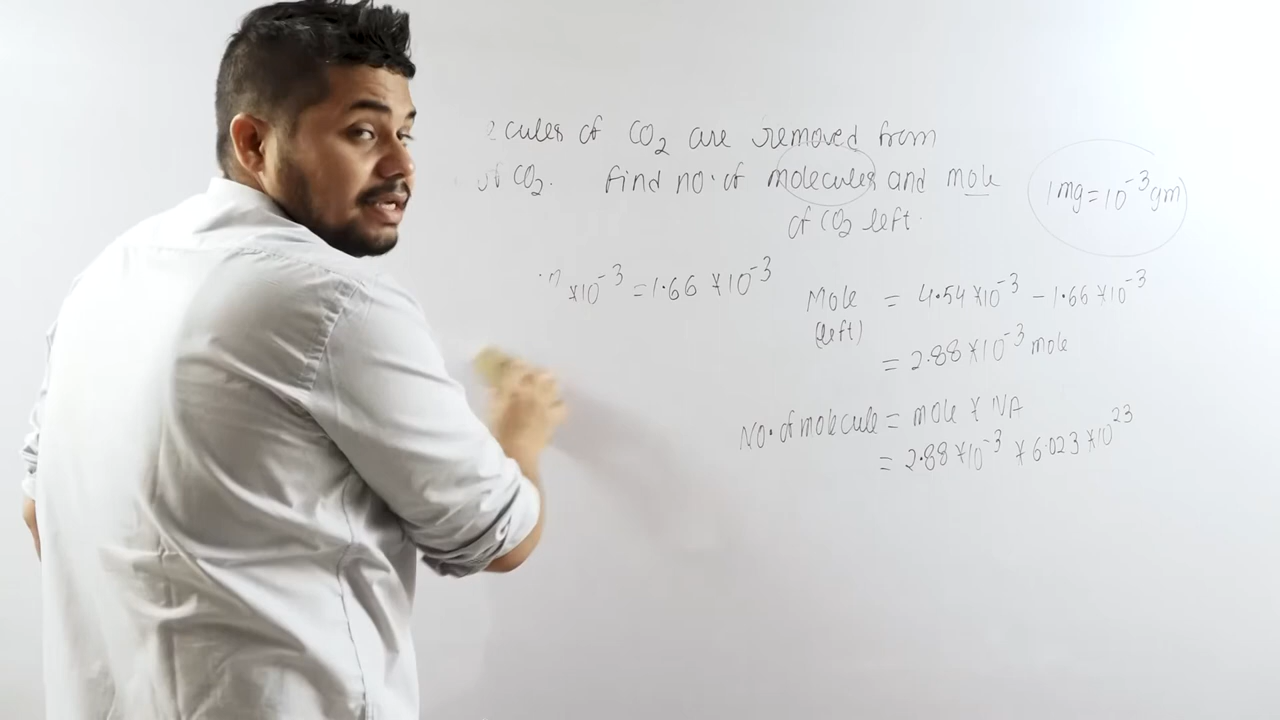 cules of CO2 are removed from
of CO2. Find no. of molecules and mole
of CO2 left.
1mg=10^-3gm
*10^-3 = 1.66 *10^-3
Mole = 4.54*10^-3 - 1.66*10^-3
(left)
= 2.88*10^-3 mole
No. of molecule = mole * NA
= 2.88*10^-3 * 6.023*10^23